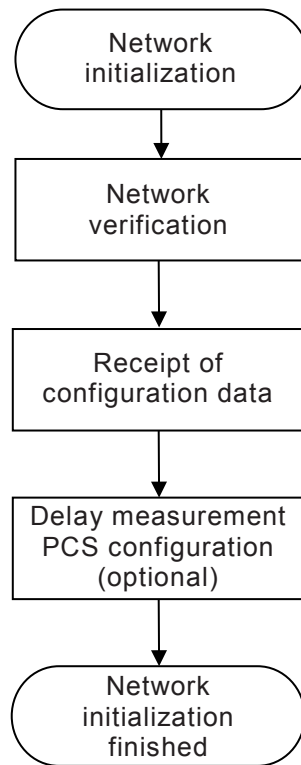 Network
initialization
Network
verification
Receipt of
configuration data
Delay measurement
PCS configuration
(optional)
Network
initialization
finished